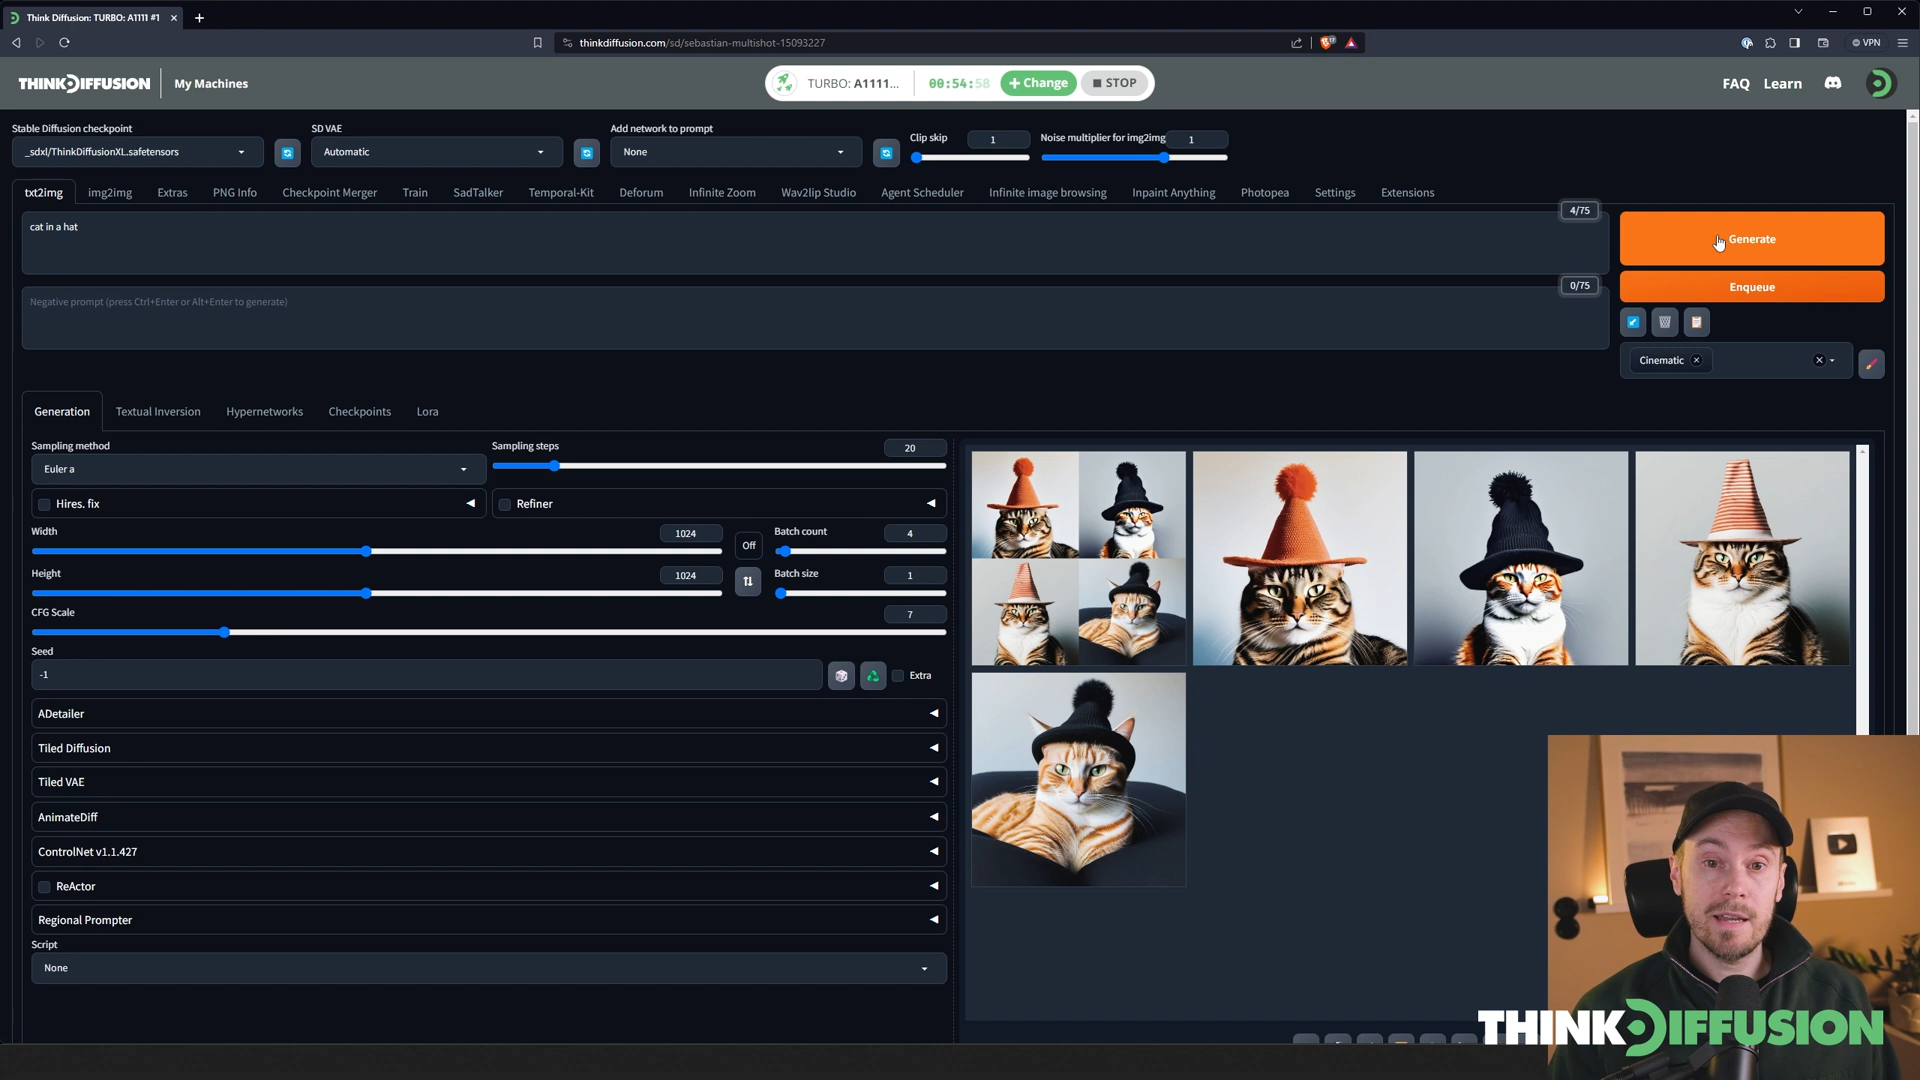 Think Diffusion: TURBO: A1111 #1
thinkdiffusion.com/sd/sebastian-multishot-15093227
VPN
THINKDIFFUSION
My Machines
TURBO: A1111...
00:54:58
+ Change
STOP
FAQ
Learn
Stable Diffusion checkpoint
_sdxl/ThinkDiffusionXL.safetensors
SD VAE
Automatic
Add network to prompt
None
Clip skip
1
Noise multiplier for img2img
1
txt2img
img2img
Extras
PNG Info
Checkpoint Merger
Train
SadTalker
Temporal-Kit
Deforum
Infinite Zoom
Wav2lip Studio
Agent Scheduler
Infinite image browsing
Inpaint Anything
Photopea
Settings
Extensions
4/75
cat in a hat
Generate
0/75
Negative prompt (press Ctrl+Enter or Alt+Enter to generate)
Enqueue
Cinematic
Generation
Textual Inversion
Hypernetworks
Checkpoints
Lora
Sampling method
Euler a
Sampling steps
20
Hires. fix
Refiner
Width
1024
Off
Batch count
4
Height
1024
Batch size
1
CFG Scale
7
Seed
-1
Extra
ADetailer
Tiled Diffusion
Tiled VAE
AnimateDiff
ControlNet v1.1.427
ReActor
Regional Prompter
Script
None
THINKDIFFUSION